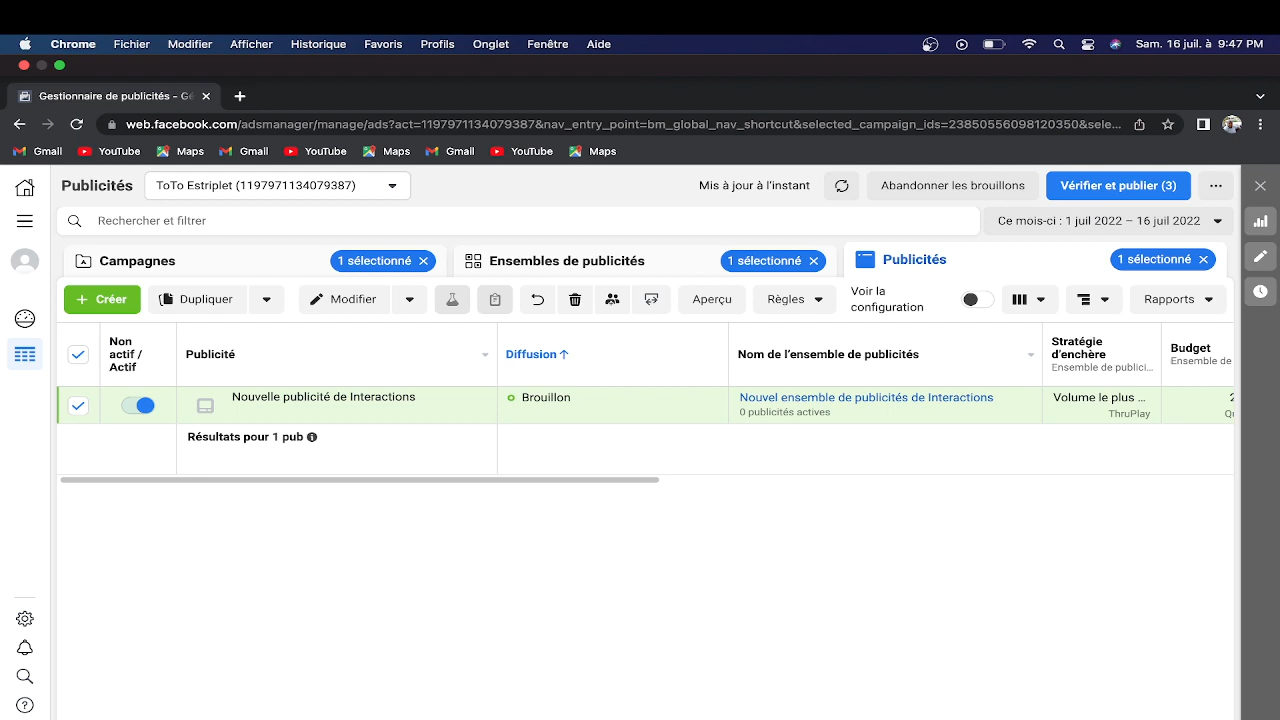 Chrome Fichier Modifier Afficher Historique Favoris Profils Onglet Fenêtre Aide Sam. 16 juil. à 9:47 PM
Gestionnaire de publicités - Gé
web.facebook.com/adsmanager/manage/ads?act=1197971134079387&nav_entry_point=bm_global_nav_shortcut&selected_campaign_ids=23850556098120350&sele...
Gmail YouTube Maps Gmail YouTube Maps Gmail YouTube Maps
Publicités ToTo Estriplet (1197971134079387) Mis à jour à l'instant Abandonner les brouillons Vérifier et publier (3)
Rechercher et filtrer Ce mois-ci : 1 juil 2022 – 16 juil 2022
Campagnes 1 sélectionné Ensembles de publicités 1 sélectionné Publicités 1 sélectionné
+ Créer Dupliquer Modifier Aperçu Règles Voir la configuration Rapports
Non actif / Actif
Publicité
Diffusion ↑
Nom de l'ensemble de publicités
Stratégie d'enchère
Ensemble de publici...
Budget
Ensemble de
Nouvelle publicité de Interactions Brouillon Nouvel ensemble de publicités de Interactions Volume le plus ... 2
0 publicités actives ThruPlay Qu
Résultats pour 1 pub